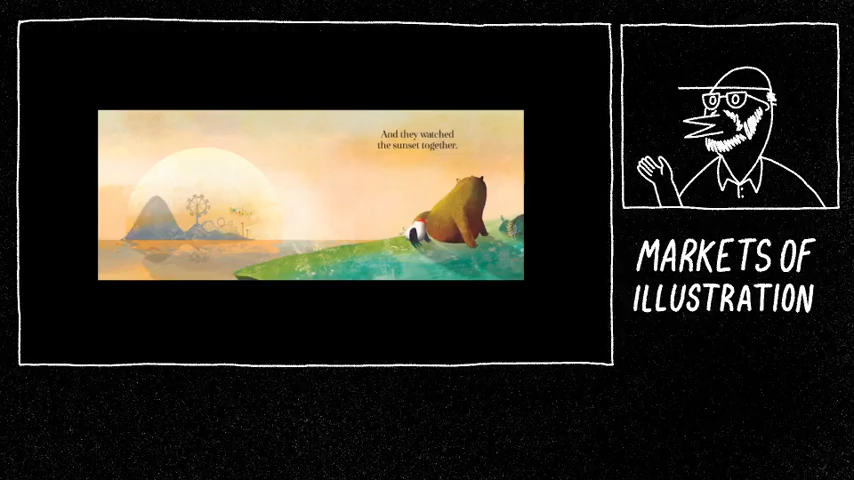 And they watched
the sunset together.
MARKETS OF
ILLUSTRATION